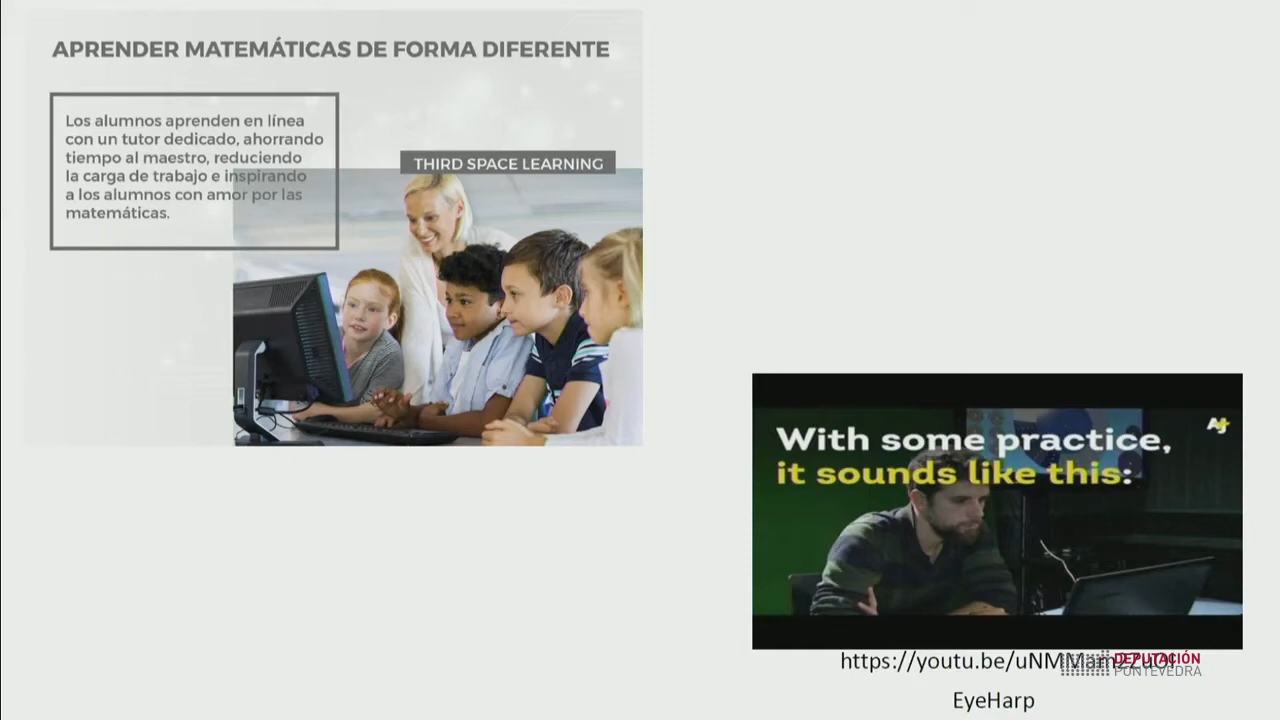 APRENDER MATEMÁTICAS DE FORMA DIFERENTE
Los alumnos aprenden en línea
con un tutor dedicado, ahorrando
tiempo al maestro, reduciendo
la carga de trabajo e inspirando
a los alumnos con amor por las
matemáticas.
THIRD SPACE LEARNING
With some practice,
it sounds like this:
DEPUTACIÓN
PONTEVEDRA
EyeHarp